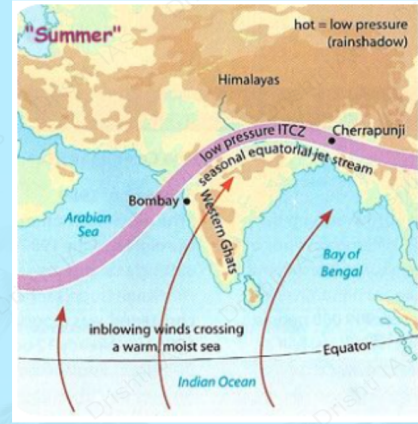 "Summer"
hot = low pressure
(rainshadow)
Himalayas
low pressure ITCZ
Cherrapunji
seasonal equatorial jet stream
Bombay
Western Ghats
Arabian
Sea
Bay of
Bengal
inblowing winds crossing
a warm, moist sea
Equator
Indian Ocean